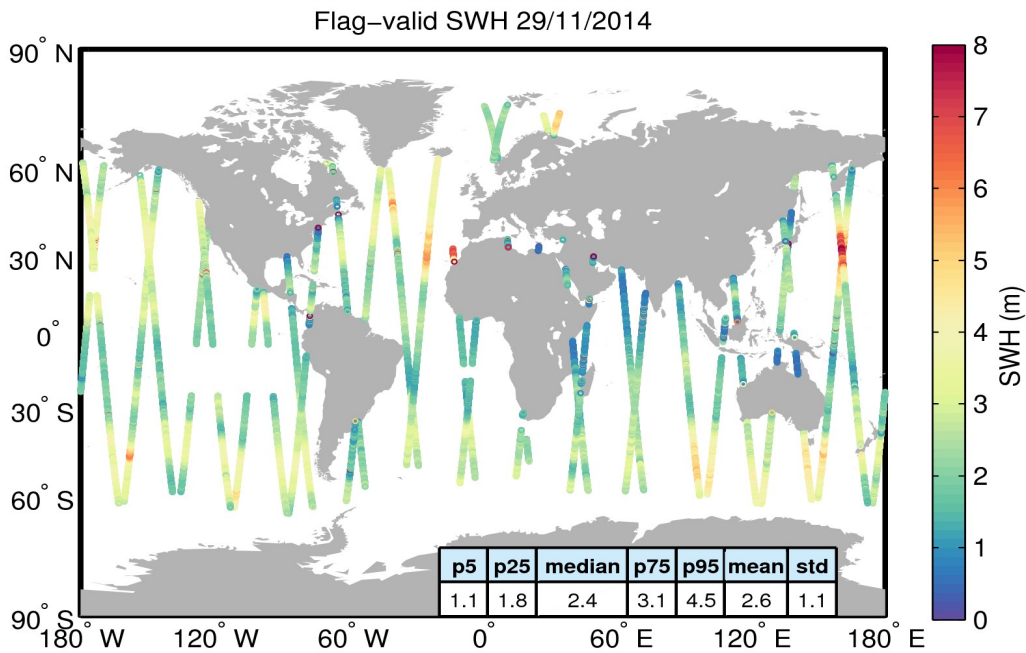 Flag−valid SWH 29/11/2014
90° N
60° N
30° N
0°
30° S
60° S
90° S
180° W
120° W
60° W
0°
60° E
120° E
180° E
p5 p25 median p75 p95 mean std
1.1 1.8 2.4 3.1 4.5 2.6 1.1
8
7
6
5
4
3
2
1
0
SWH (m)